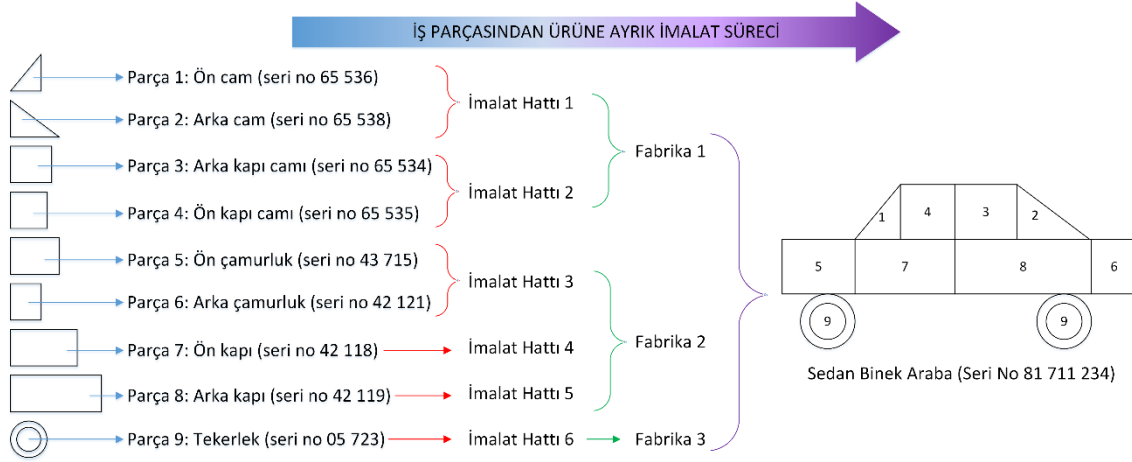 İŞ PARÇASINDAN ÜRÜNE AYRIK İMALAT SÜRECİ
Parça 1: Ön cam (seri no 65 536)
Parça 2: Arka cam (seri no 65 538)
Parça 3: Arka kapı camı (seri no 65 534)
Parça 4: Ön kapı camı (seri no 65 535)
Parça 5: Ön çamurluk (seri no 43 715)
Parça 6: Arka çamurluk (seri no 42 121)
Parça 7: Ön kapı (seri no 42 118)
Parça 8: Arka kapı (seri no 42 119)
Parça 9: Tekerlek (seri no 05 723)
İmalat Hattı 1
İmalat Hattı 2
İmalat Hattı 3
İmalat Hattı 4
İmalat Hattı 5
İmalat Hattı 6
Fabrika 1
Fabrika 2
Fabrika 3
1 4 3 2
5 7 8 6
9 9
Sedan Binek Araba (Seri No 81 711 234)